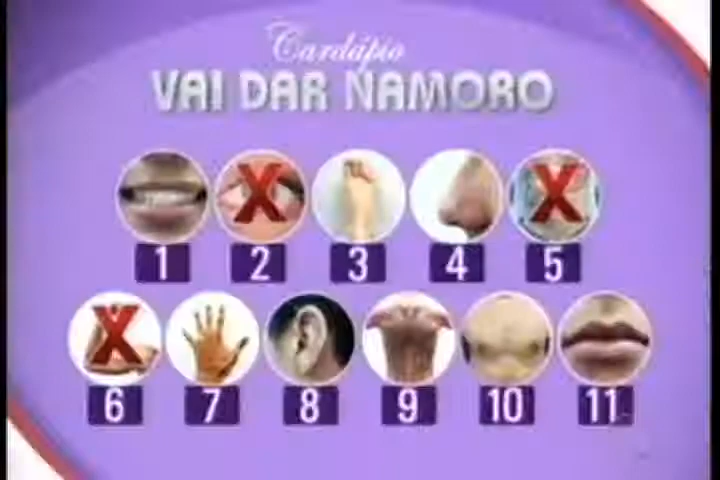 Cardápio
VAI DAR NAMORO
X X
1 2 3 4 5
X
6 7 8 9 10 11